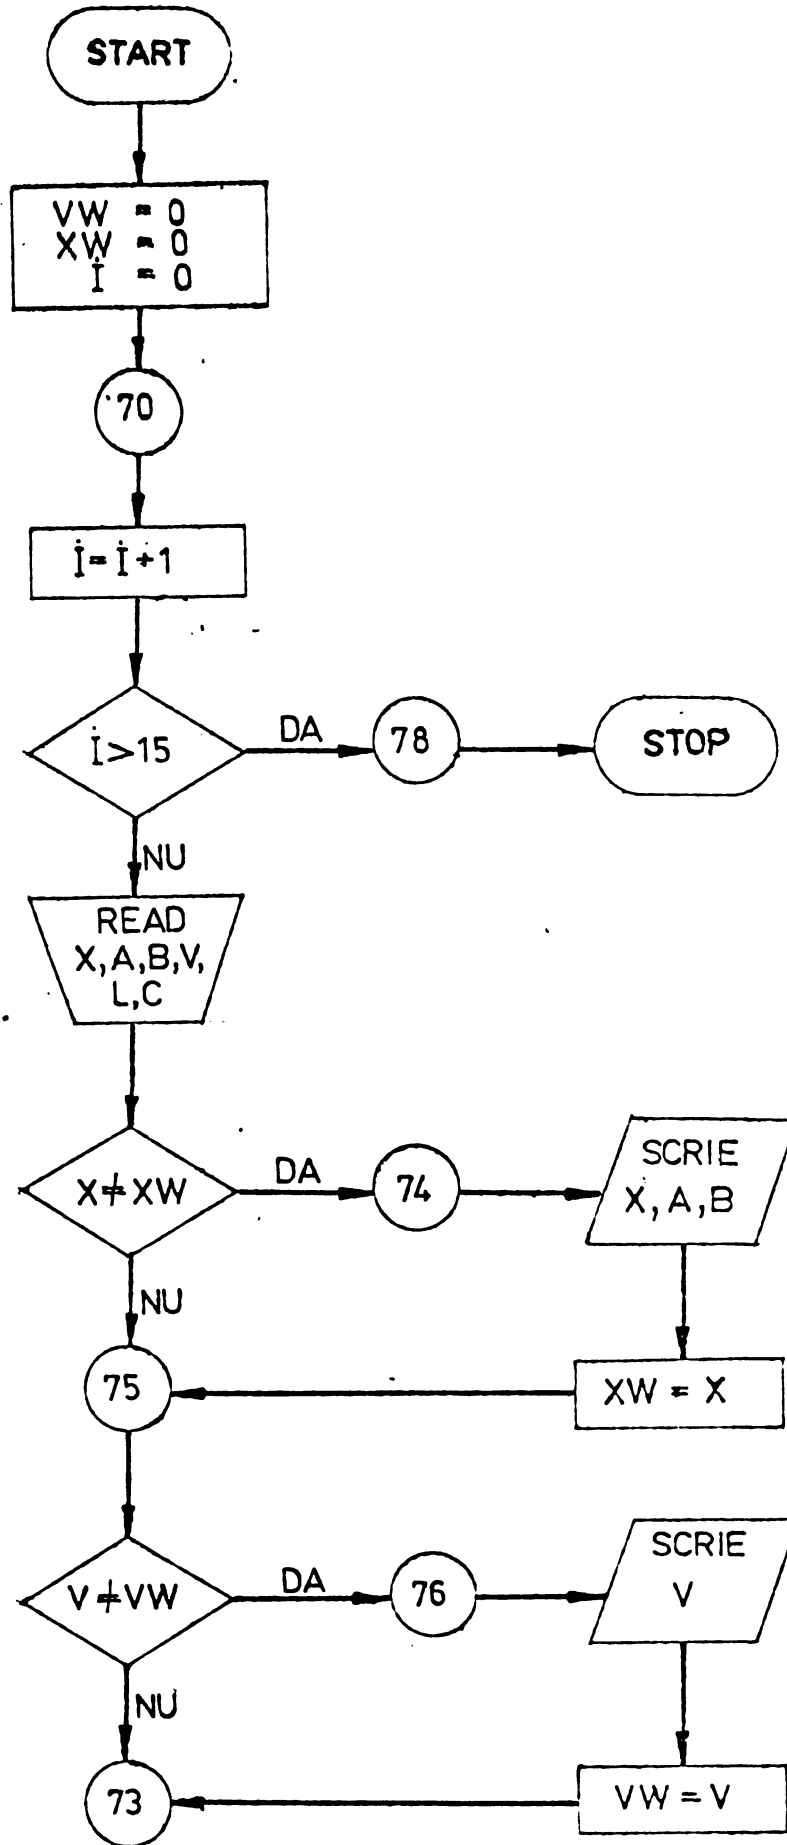 START
VW = 0
XW = 0
İ = 0
70
İ = İ + 1
İ > 15
DA
78
STOP
NU
READ
X, A, B, V,
L, C
X ≠ XW
DA
74
SCRIE
X, A, B
NU
75
XW = X
V ≠ VW
DA
76
SCRIE
V
NU
73
VW = V